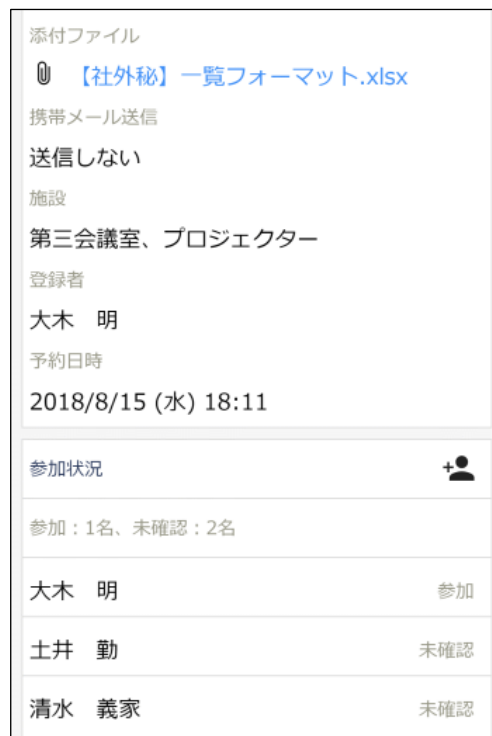 添付ファイル
【社外秘】一覧フォーマット.xlsx
携帯メール送信
送信しない
施設
第三会議室、プロジェクター
登録者
大木　明
予約日時
2018/8/15 (水) 18:11
参加状況
参加：1名、未確認：2名
大木　明 参加
土井　勤 未確認
清水　義家 未確認